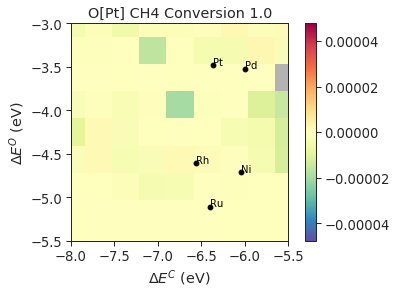 O[Pt] CH4 Conversion 1.0
−3.0
−3.5
−4.0
−4.5
−5.0
−5.5
ΔE^O (eV)
Pt
Pd
Rh
Ni
Ru
−8.0 −7.5 −7.0 −6.5 −6.0 −5.5
ΔE^C (eV)
0.00004
0.00002
0.00000
−0.00002
−0.00004